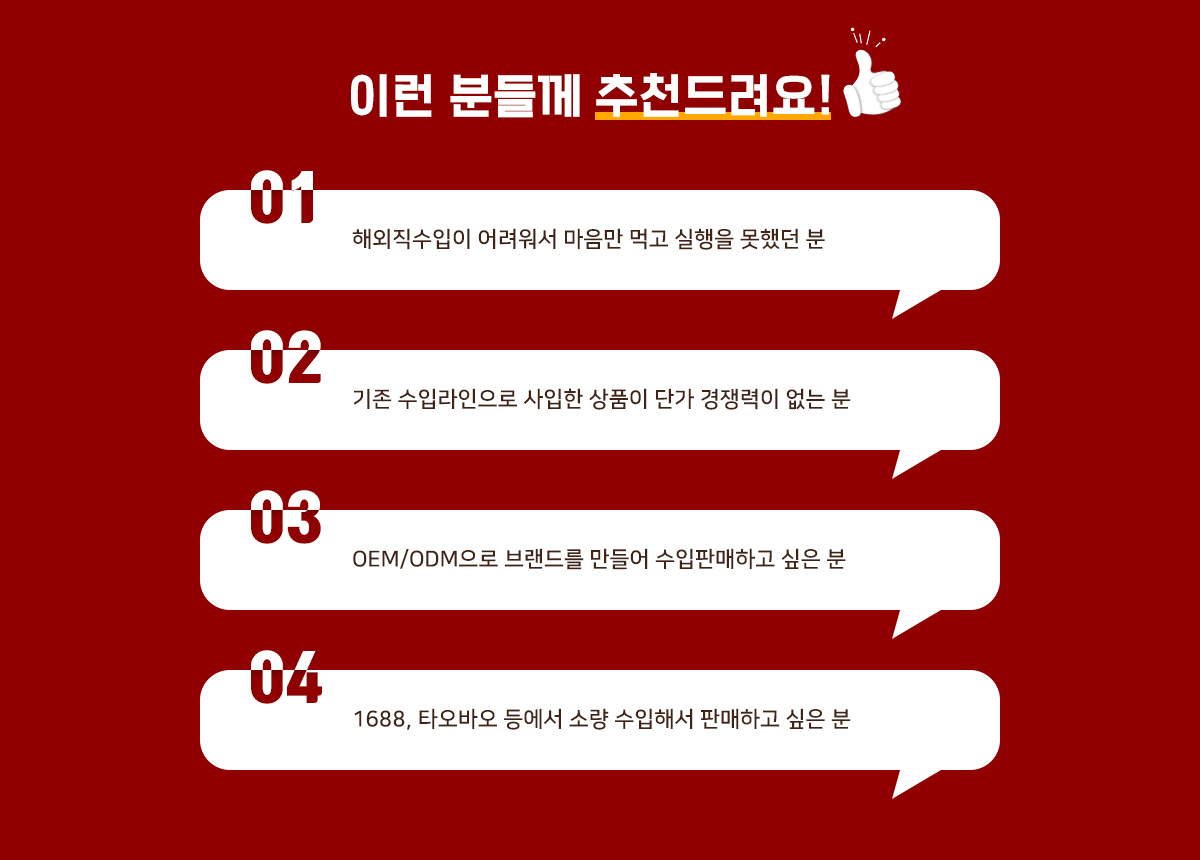 이런 분들께 추천드려요!
01
해외직수입이 어려워서 마음만 먹고 실행을 못했던 분
02
기존 수입라인으로 사입한 상품이 단가 경쟁력이 없는 분
03
OEM/ODM으로 브랜드를 만들어 수입판매하고 싶은 분
04
1688, 타오바오 등에서 소량 수입해서 판매하고 싶은 분